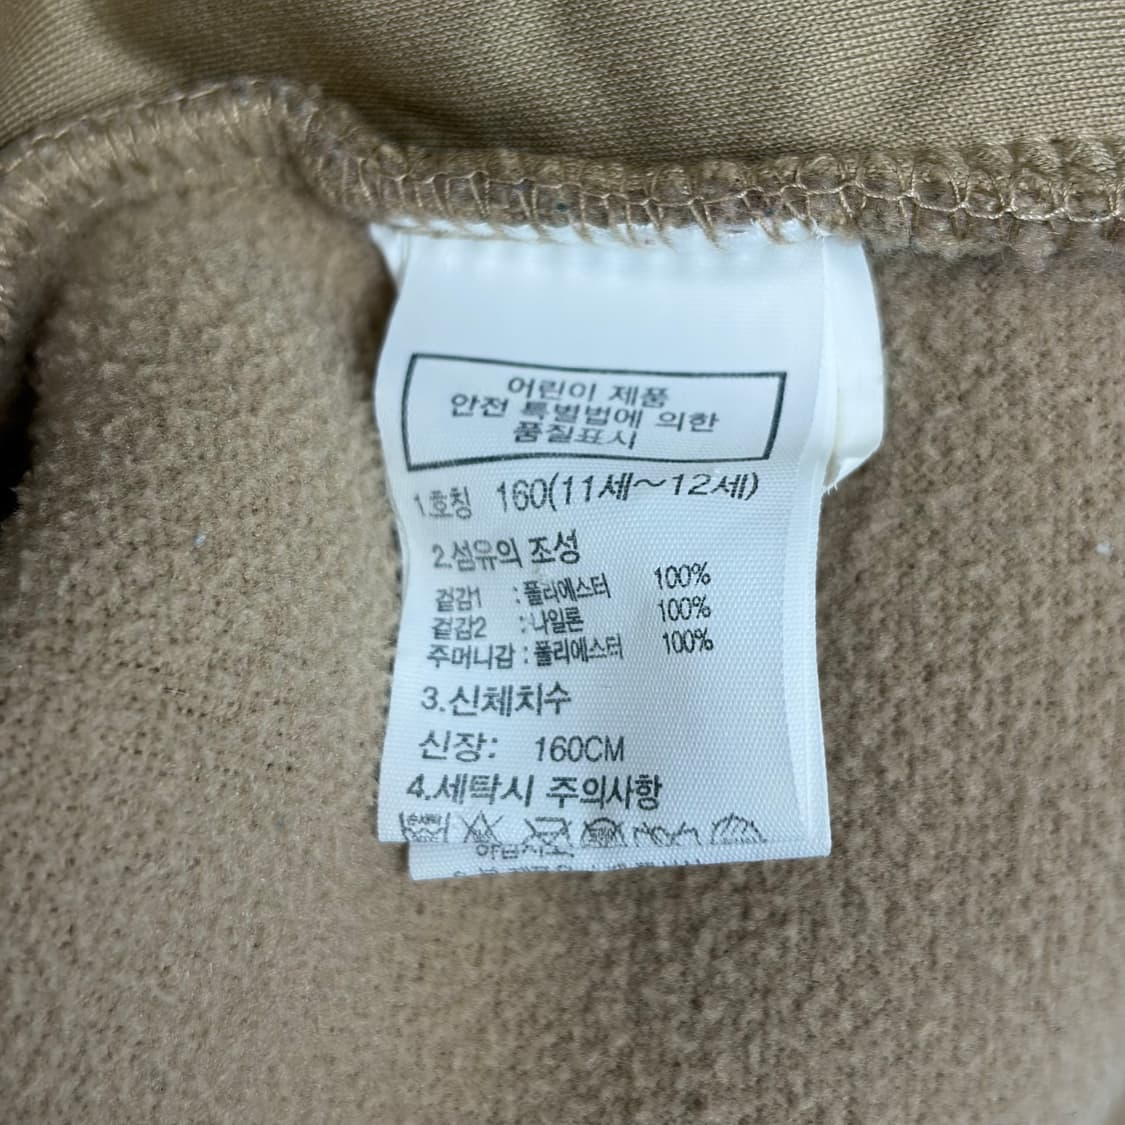 어린이 제품
안전 특별법에 의한
품질표시
1.호칭 160(11세~12세)
2.섬유의 조성
겉감1 :폴리에스터 100%
겉감2 :나일론 100%
주머니감 :폴리에스터 100%
3.신체치수
신장: 160CM
4.세탁시 주의사항
손세탁